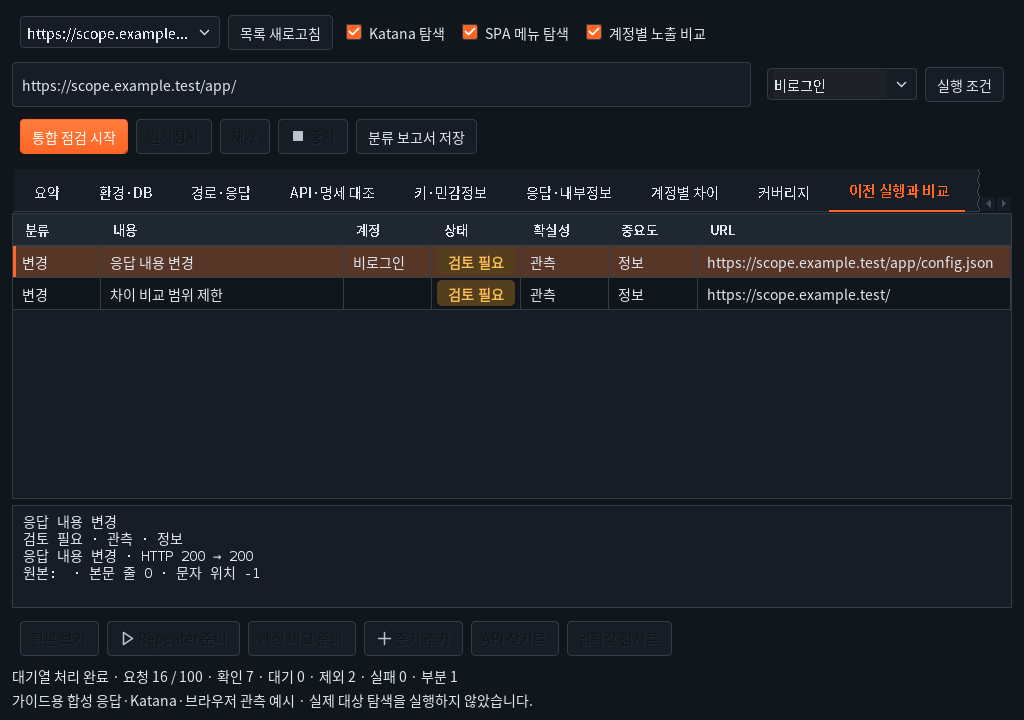 https://scope.example... 목록 새로고침 Katana 탐색 SPA 메뉴 탐색 계정별 노출 비교
https://scope.example.test/app/ 비로그인 실행 조건
통합 점검 시작 일시정지 재개 중지 분류 보고서 저장
요약 환경·DB 경로·응답 API·명세 대조 키·민감정보 응답·내부정보 계정별 차이 커버리지 이전 실행과 비교
분류 내용 계정 상태 확실성 중요도 URL
변경 응답 내용 변경 비로그인 검토 필요 관측 정보 https://scope.example.test/app/config.json
변경 차이 비교 범위 제한 검토 필요 관측 정보 https://scope.example.test/
응답 내용 변경
검토 필요 · 관측 · 정보
응답 내용 변경 · HTTP 200 → 200
원본:  · 본문 줄 0 · 문자 위치 -1
원본 보기 Repeater 준비 계정 비교 준비 증거 추가 API 찾기로
대기열 처리 완료 · 요청 16 / 100 · 확인 7 · 대기 0 · 제외 2 · 실패 0 · 부분 1
가이드용 합성 응답·Katana·브라우저 관측 예시 · 실제 대상 탐색을 실행하지 않았습니다.